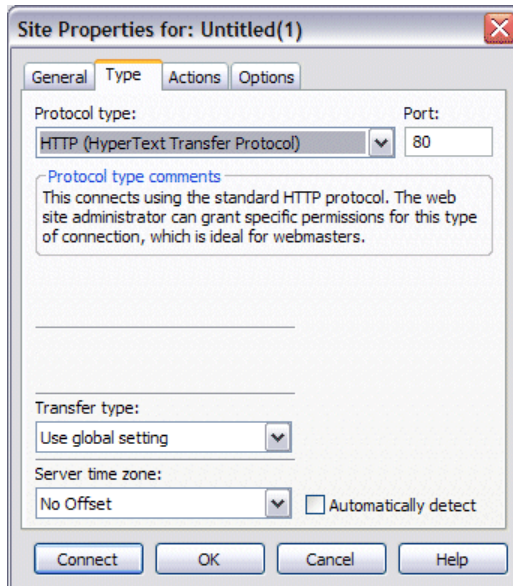 Site Properties for: Untitled(1)
General Type Actions Options
Protocol type: Port:
HTTP (HyperText Transfer Protocol) 80
Protocol type comments
This connects using the standard HTTP protocol. The web
site administrator can grant specific permissions for this type
of connection, which is ideal for webmasters.
Transfer type:
Use global setting
Server time zone:
No Offset Automatically detect
Connect OK Cancel Help